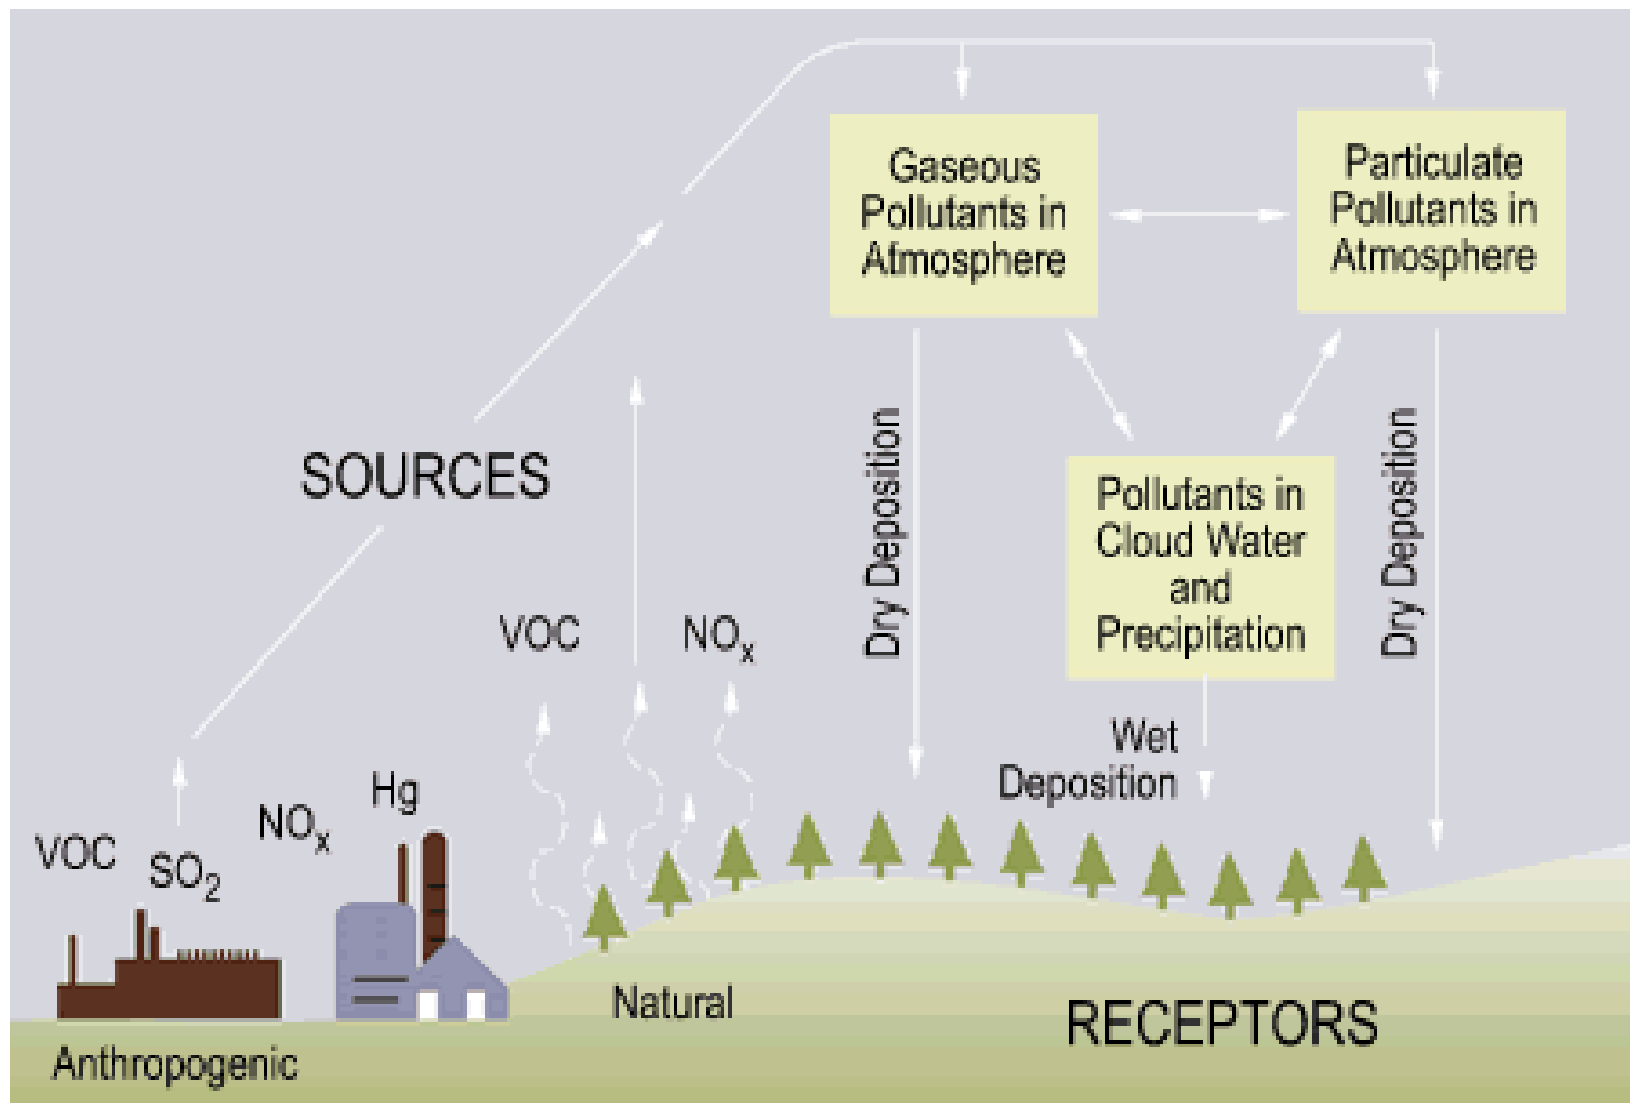 Gaseous
Pollutants in
Atmosphere
Particulate
Pollutants in
Atmosphere
SOURCES
Dry Deposition
Dry Deposition
Pollutants in
Cloud Water
and
Precipitation
VOC
NOx
Wet
Deposition
Hg
NOx
VOC
SO2
Natural
RECEPTORS
Anthropogenic